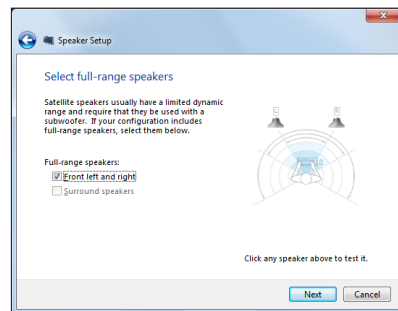 Speaker Setup
Select full-range speakers
Satellite speakers usually have a limited dynamic
range and require that they be used with a
subwoofer. If your configuration includes
full-range speakers, select them below.
L R
Full-range speakers:
Front left and right
Surround speakers
Click any speaker above to test it.
Next Cancel